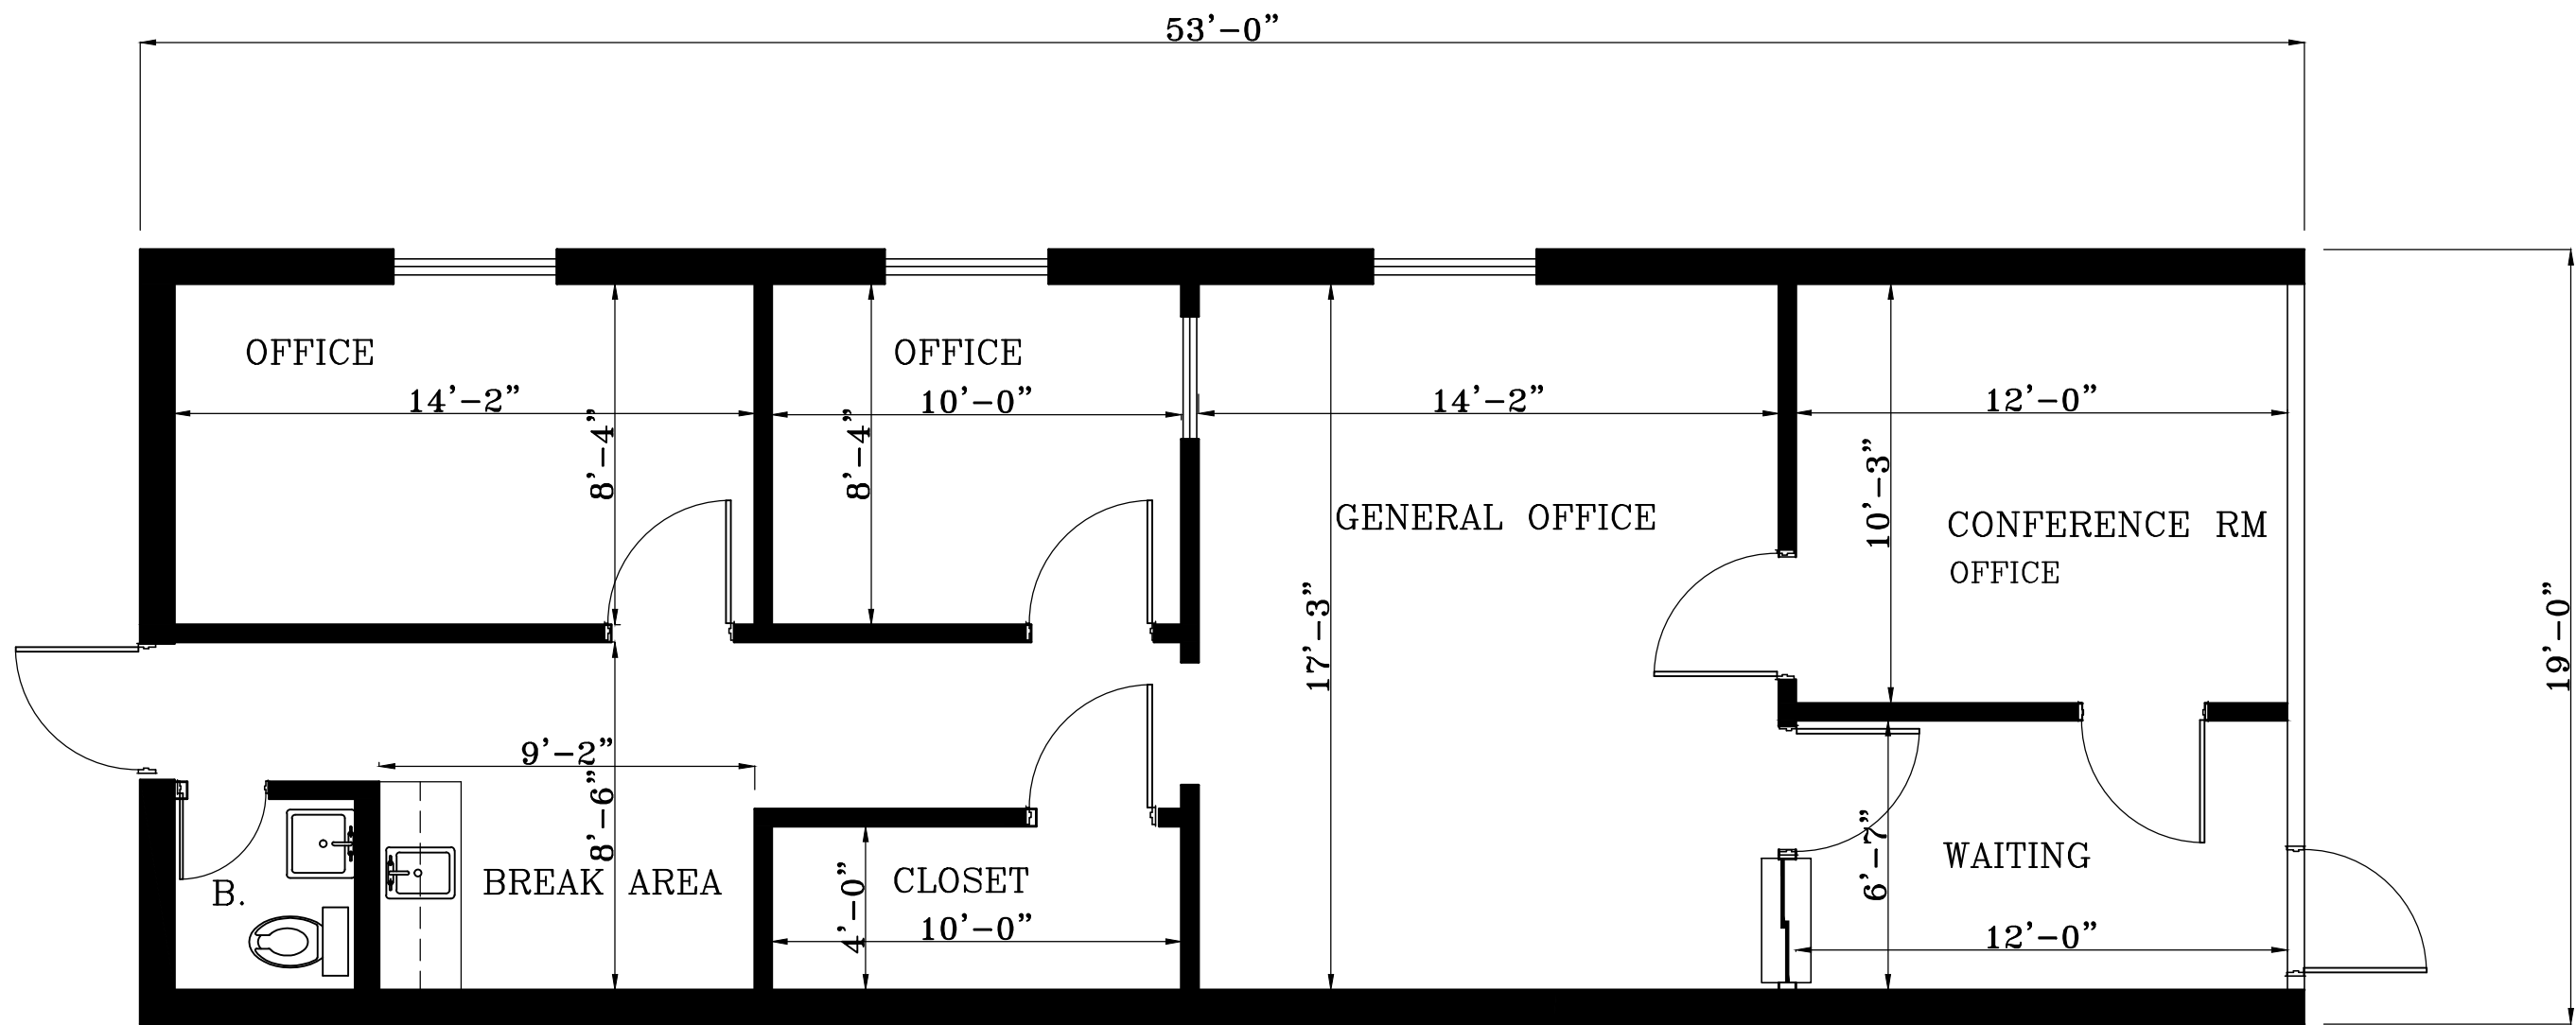 53'-0"
OFFICE
OFFICE
14'-2"
10'-0"
14'-2"
12'-0"
8'-4"
8'-4"
10'-3"
GENERAL OFFICE
CONFERENCE RM
OFFICE
17'-3"
19'-0"
9'-2"
8'-6"
6'-7"
WAITING
B.
BREAK AREA
CLOSET
4'-0"
10'-0"
12'-0"